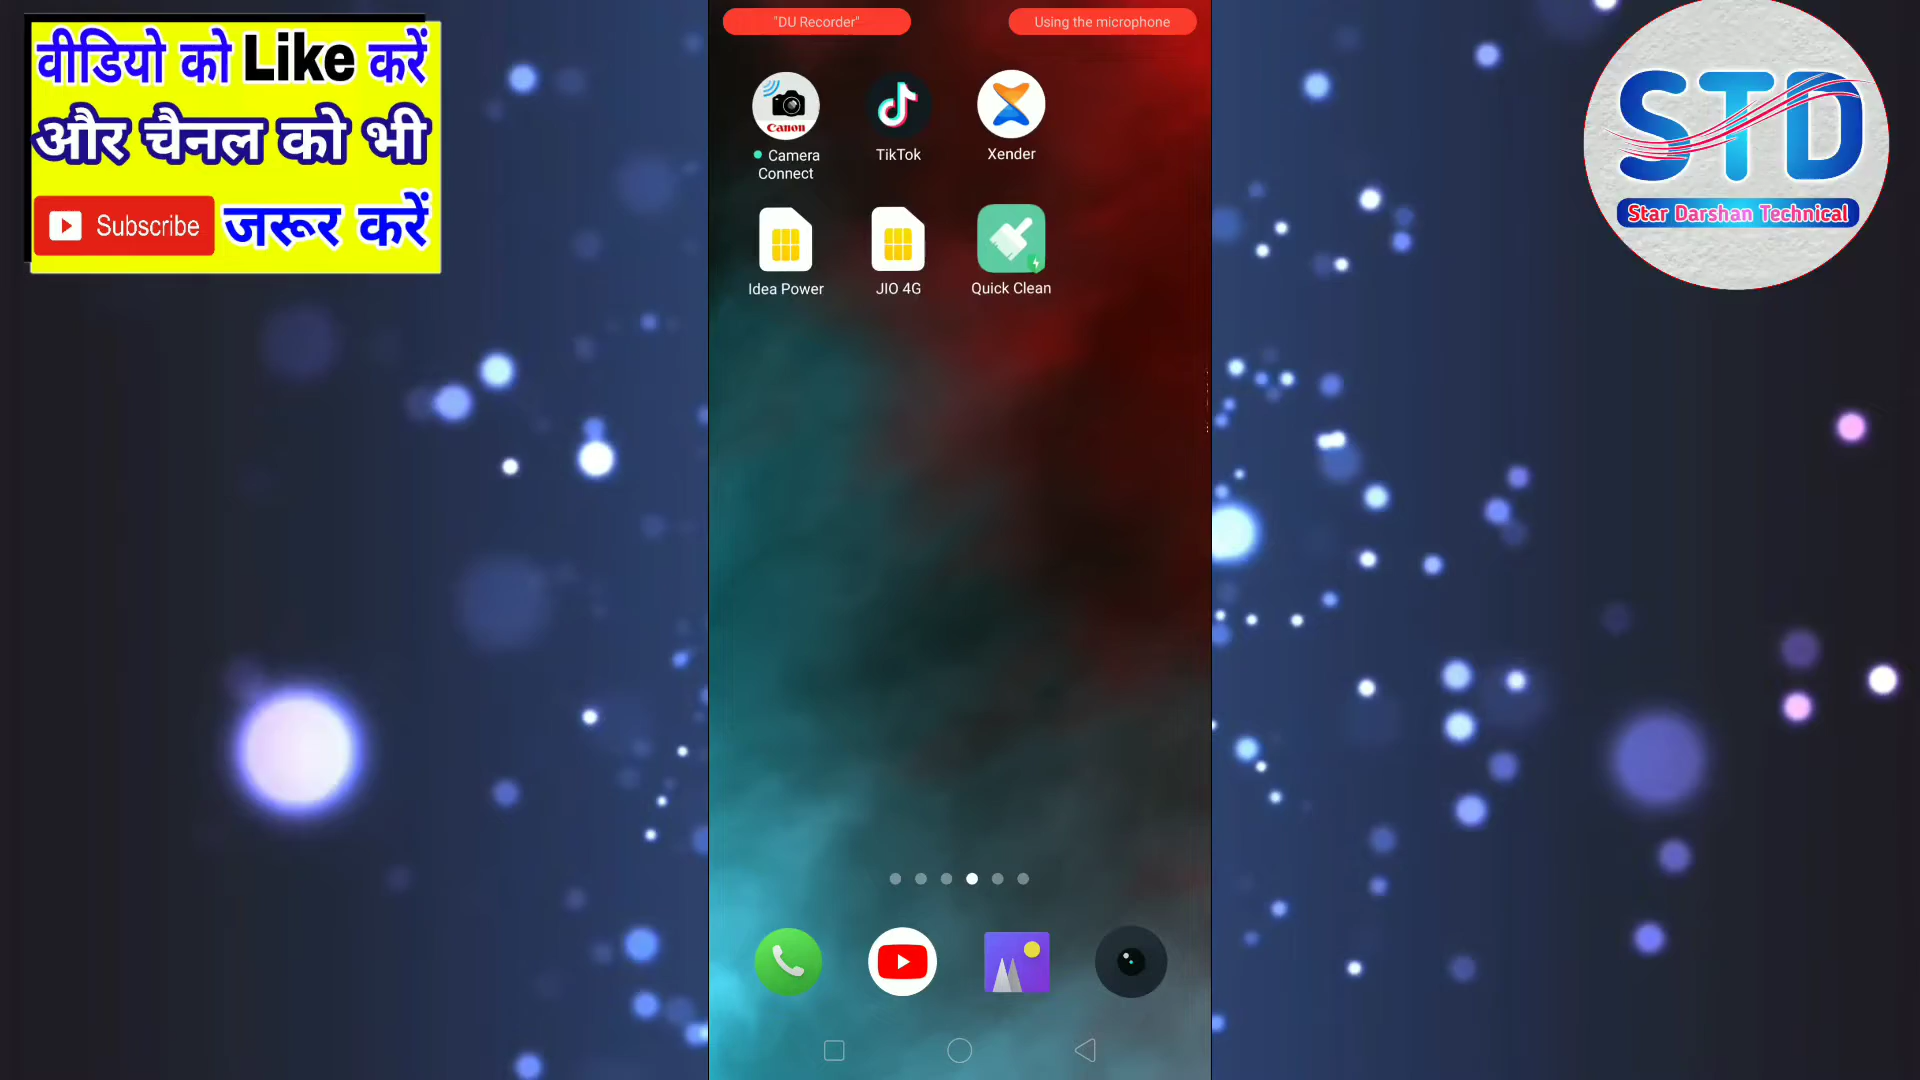 वीडियो को Like करें
और चैनल को भी
Subscribe जरूर करें
"DU Recorder"
Using the microphone
Canon
Camera
Connect
TikTok
Xender
Idea Power
JIO 4G
Quick Clean
STD
Star Darshan Technical